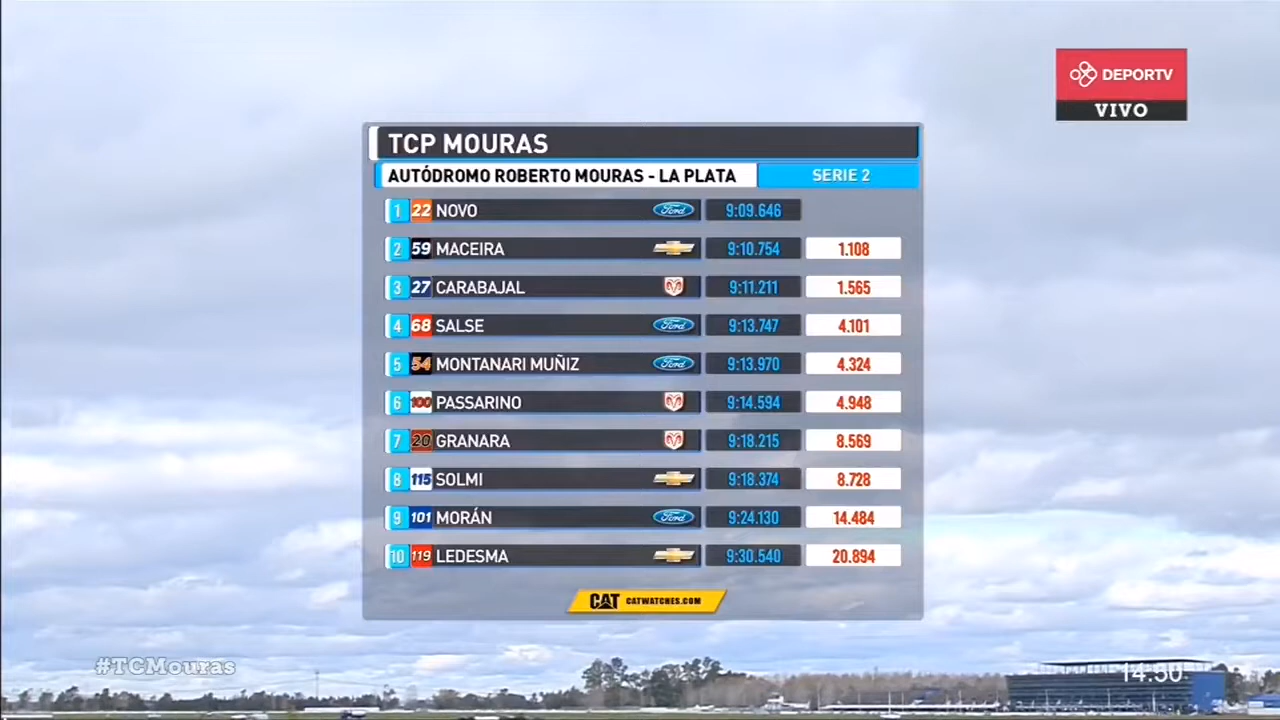 DEPORTV
VIVO
TCP MOURAS
AUTÓDROMO ROBERTO MOURAS - LA PLATA SERIE 2
1 22 NOVO Ford 9:09.646
2 59 MACEIRA 9:10.754 1.108
3 27 CARABAJAL 9:11.211 1.565
4 68 SALSE Ford 9:13.747 4.101
5 54 MONTANARI MUÑIZ Ford 9:13.970 4.324
6 100 PASSARINO 9:14.594 4.948
7 20 GRANARA 9:18.215 8.569
8 115 SOLMI 9:18.374 8.728
9 101 MORÁN Ford 9:24.130 14.484
10 119 LEDESMA 9:30.540 20.894
CAT CATWATCHES.COM
#TCMouras
14:50